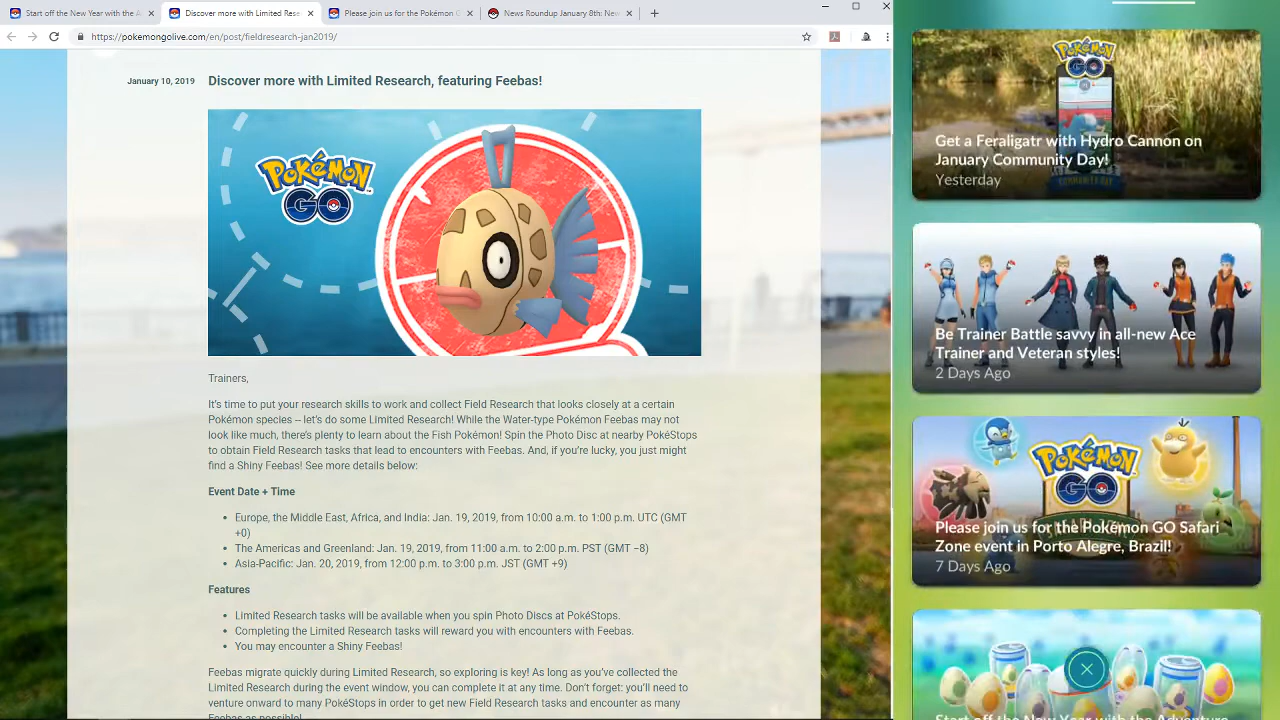 Start off the New Year with the A
Discover more with Limited Rese
Please join us for the Pokémon G
News Roundup January 8th: New
https://pokemongolive.com/en/post/fieldresearch-jan2019/
January 10, 2019
Discover more with Limited Research, featuring Feebas!
POKéMON
GO
Trainers,
It's time to put your research skills to work and collect Field Research that looks closely at a certain
Pokémon species – let's do some Limited Research! While the Water-type Pokémon Feebas may not
look like much, there's plenty to learn about the Fish Pokémon! Spin the Photo Disc at nearby PokéStops
to obtain Field Research tasks that lead to encounters with Feebas. And, if you're lucky, you just might
find a Shiny Feebas! See more details below:
Event Date + Time
• Europe, the Middle East, Africa, and India: Jan. 19, 2019, from 10:00 a.m. to 1:00 p.m. UTC (GMT
+0)
• The Americas and Greenland: Jan. 19, 2019, from 11:00 a.m. to 2:00 p.m. PST (GMT −8)
• Asia-Pacific: Jan. 20, 2019, from 12:00 p.m. to 3:00 p.m. JST (GMT +9)
Features
• Limited Research tasks will be available when you spin Photo Discs at PokéStops.
• Completing the Limited Research tasks will reward you with encounters with Feebas.
• You may encounter a Shiny Feebas!
Feebas migrate quickly during Limited Research, so exploring is key! As long as you've collected the
Limited Research during the event window, you can complete it at any time. Don't forget: you'll need to
venture onward to many PokéStops in order to get new Field Research tasks and encounter as many
Feebas as possible!
POKéMON
GO
Get a Feraligatr with Hydro Cannon on
January Community Day!
Yesterday
COMMUNITY DAY
Be Trainer Battle savvy in all-new Ace
Trainer and Veteran styles!
2 Days Ago
POKéMON
GO
Please join us for the Pokémon GO Safari
Zone event in Porto Alegre, Brazil!
7 Days Ago
Start off the New Year with the Adventure